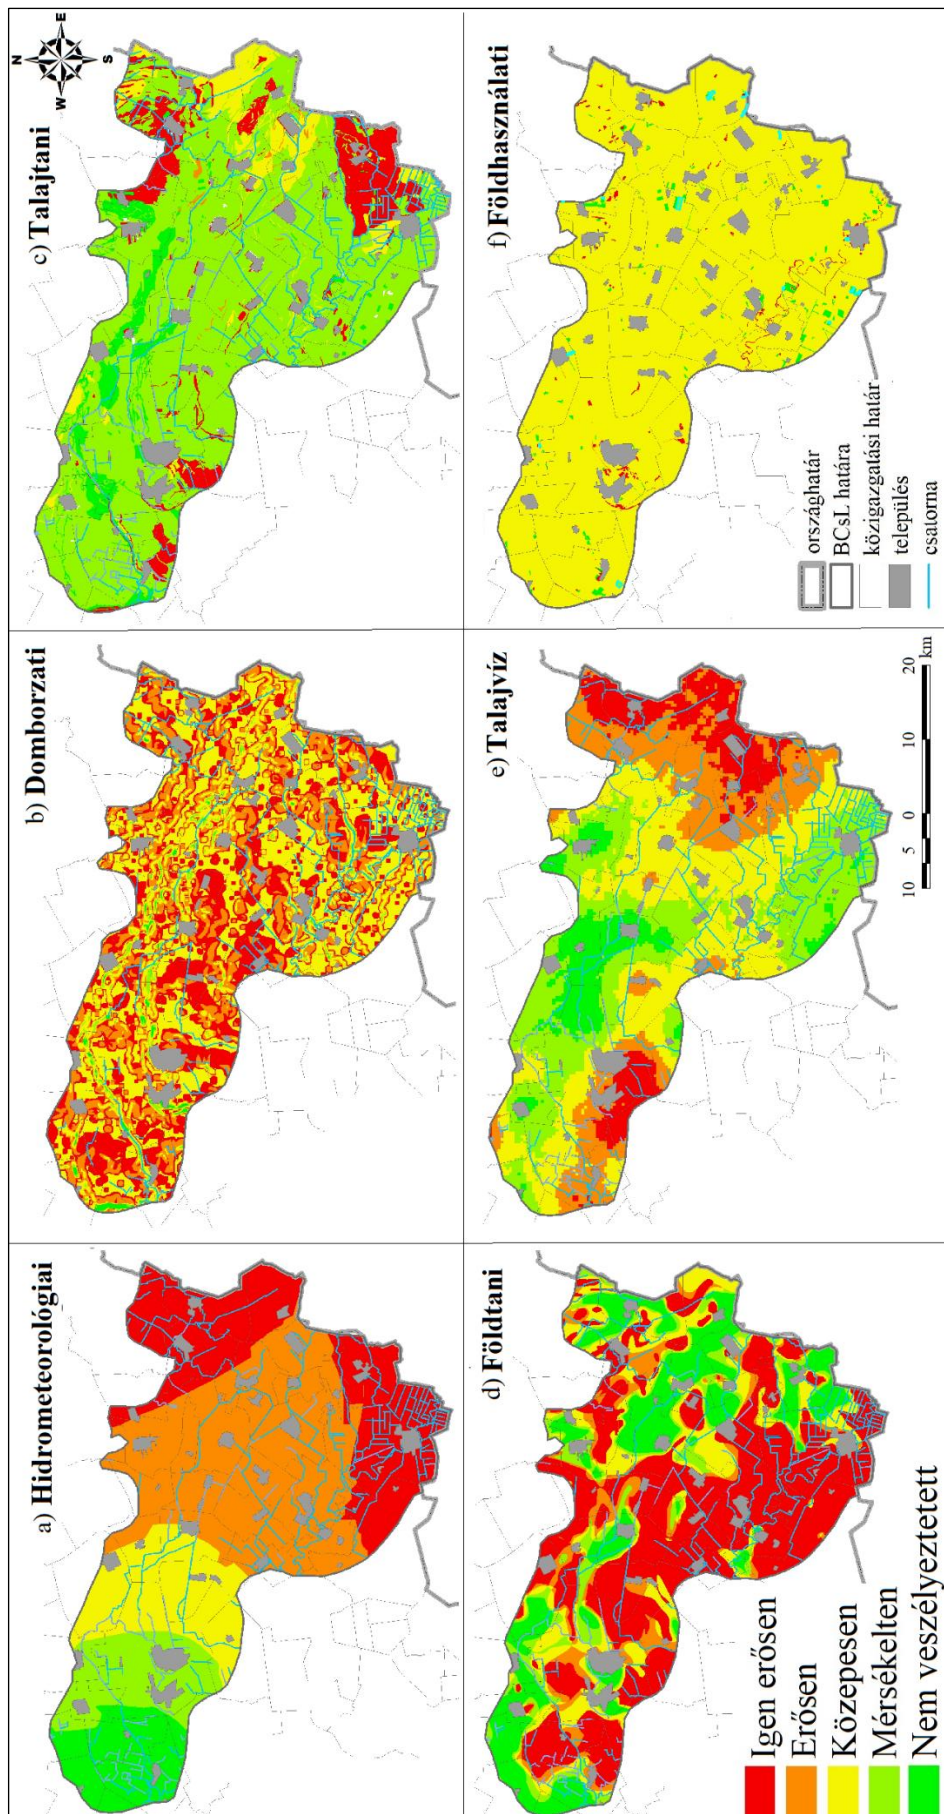 a) Hidrometeorológiai
b) Domborzati
c) Talajtani
N
E
S
W
d) Földtani
e) Talajvíz
f) Földhasználati
Igen erősen
Erősen
Közepesen
Mérsékelten
Nem veszélyeztetett
10 5 0 10 20 km
országhatár
BCsL határa
közigazgatási határ
település
csatorna